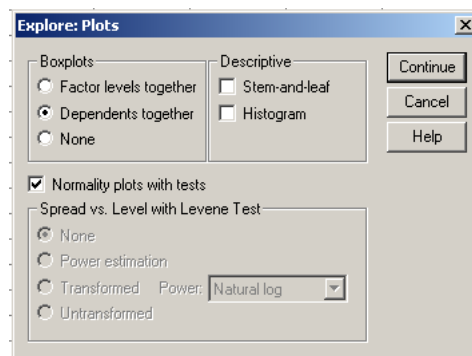 Explore: Plots
Boxplots
Factor levels together
Dependents together
None
Descriptive
Stem-and-leaf
Histogram
Continue
Cancel
Help
Normality plots with tests
Spread vs. Level with Levene Test
None
Power estimation
Transformed Power: Natural log
Untransformed